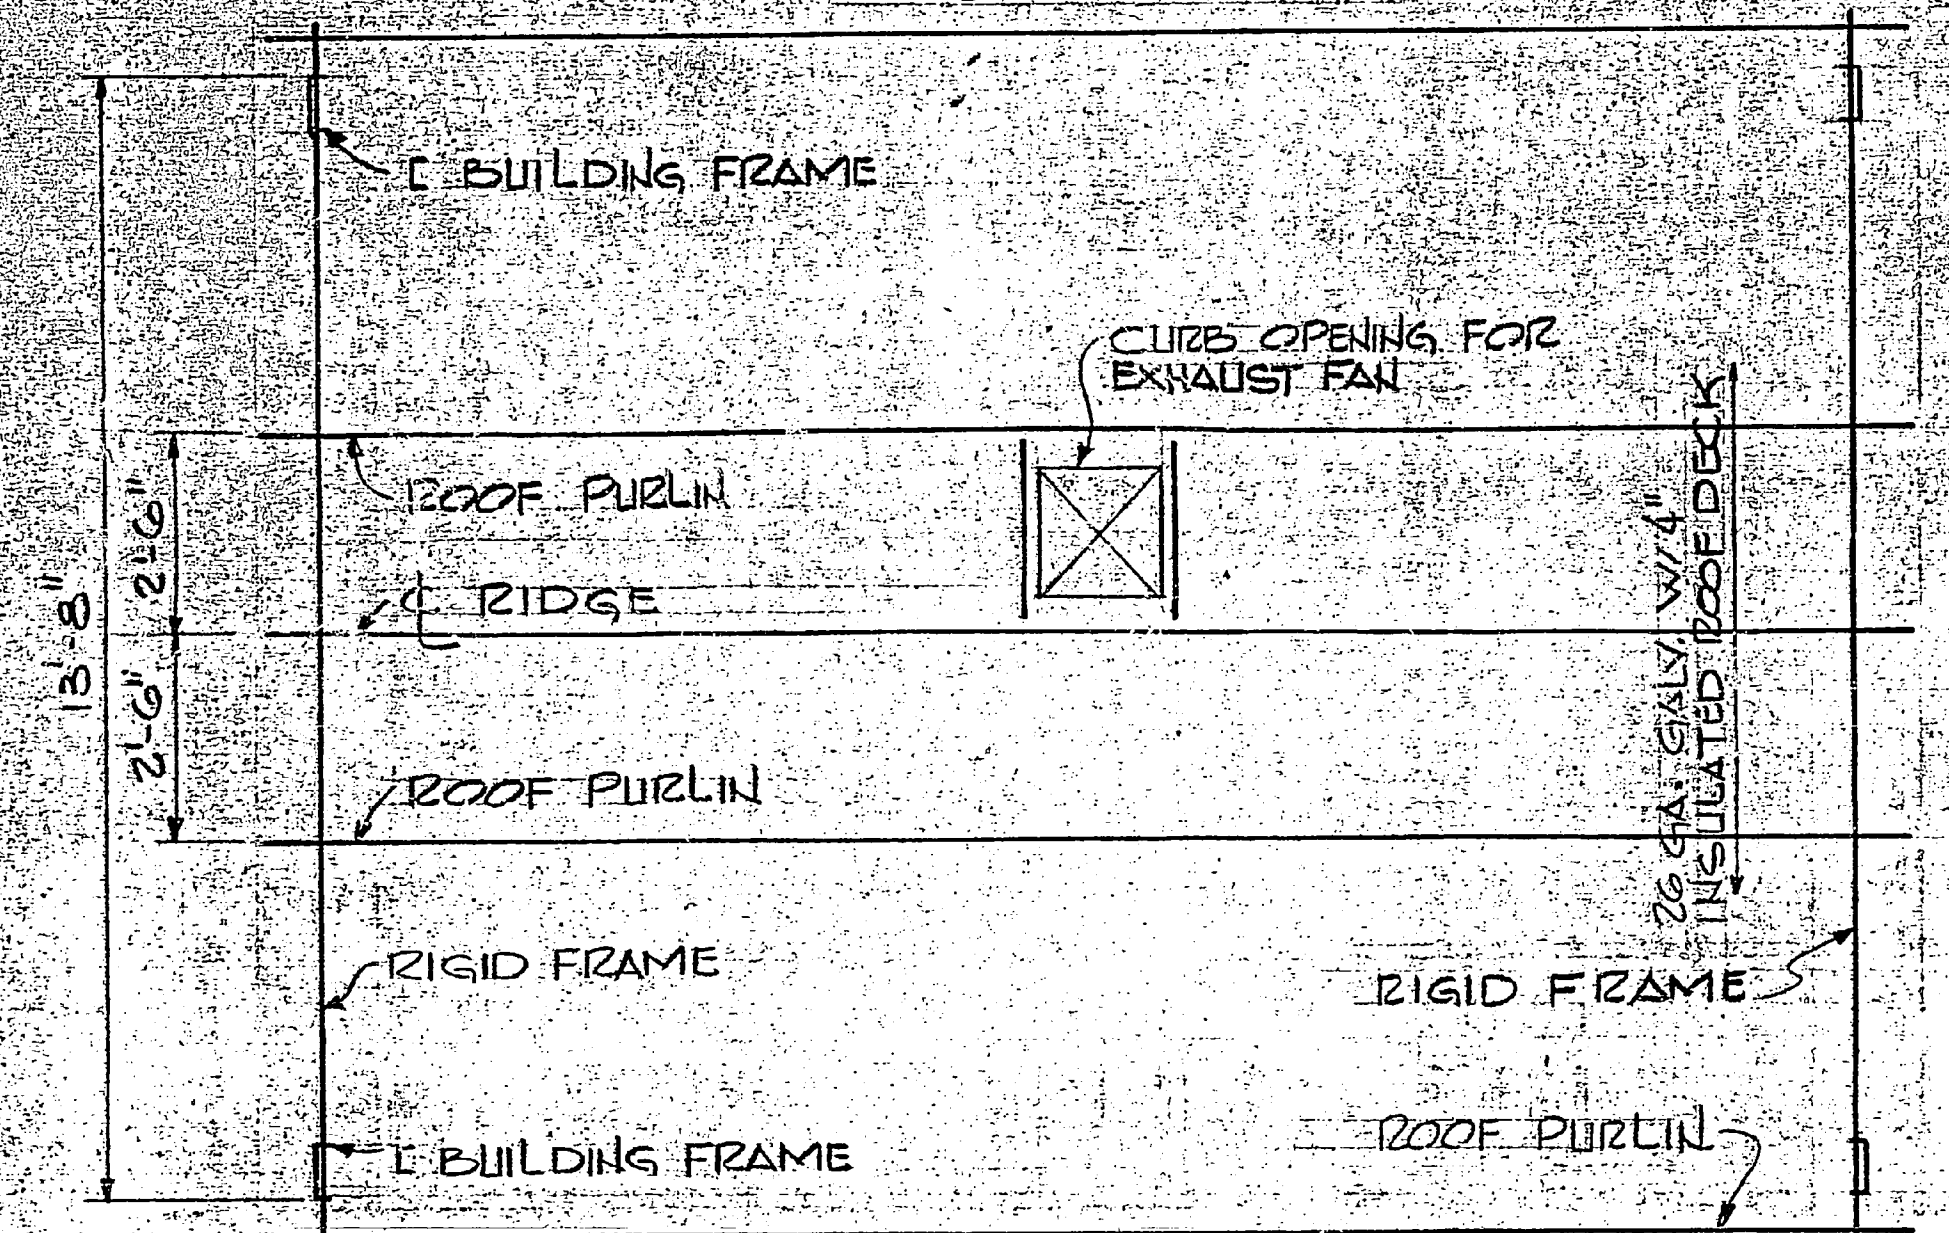 [ BUILDING FRAME
CURB OPENING FOR
EXHAUST FAN
ROOF PURLIN
2'-6"
℄ RIDGE
13'-8"
2'-6"
26 GA. GALV. W/4"
INSULATED ROOF DECK
ROOF PURLIN
RIGID FRAME
RIGID FRAME
ROOF PURLIN
[ BUILDING FRAME